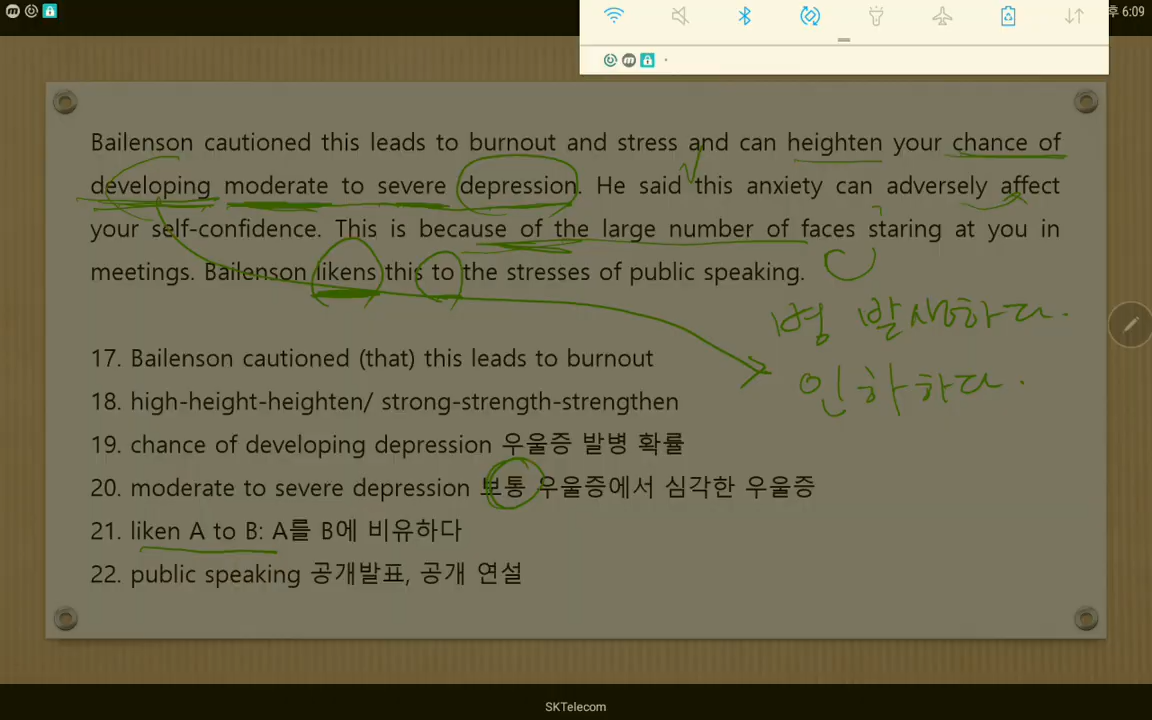 후 6:09
Bailenson cautioned this leads to burnout and stress and can heighten your chance of
developing moderate to severe depression. He said this anxiety can adversely affect
your self-confidence. This is because of the large number of faces staring at you in
meetings. Bailenson likens this to the stresses of public speaking.
병 발생하다.
인하하다.
17. Bailenson cautioned (that) this leads to burnout
18. high-height-heighten/ strong-strength-strengthen
19. chance of developing depression 우울증 발병 확률
20. moderate to severe depression 보통 우울증에서 심각한 우울증
21. liken A to B: A를 B에 비유하다
22. public speaking 공개발표, 공개 연설
SKTelecom